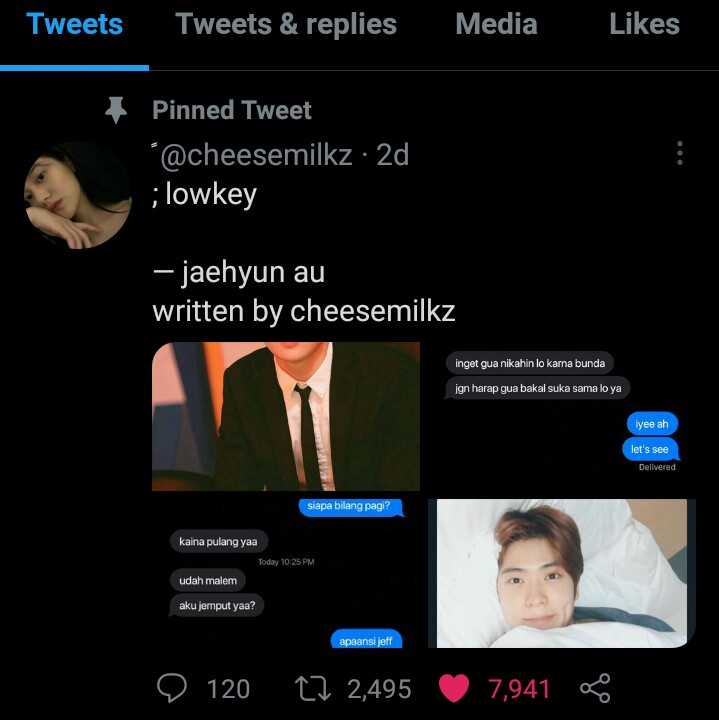 Tweets Tweets & replies Media Likes
Pinned Tweet
@cheesemilkz · 2d
; lowkey
— jaehyun au
written by cheesemilkz
inget gua nikahin lo karna bunda
jgn harap gua bakal suka sama lo ya
iyee ah
let's see
Delivered
siapa bilang pagi?
kaina pulang yaa
Today 10:25 PM
udah malem
aku jemput yaa?
apaansi jeff
120 2,495 7,941